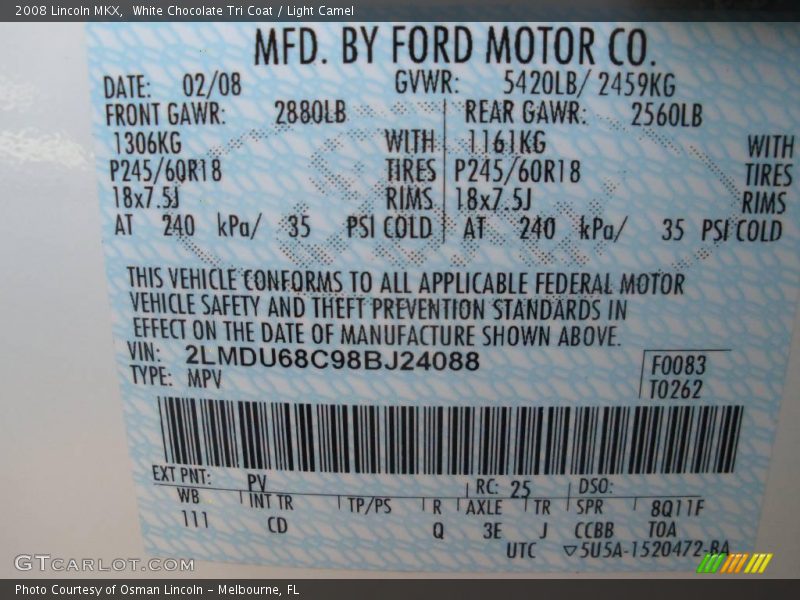 2008 Lincoln MKX, White Chocolate Tri Coat / Light Camel
MFD. BY FORD MOTOR CO.
DATE: 02/08 GVWR: 5420LB/ 2459KG
FRONT GAWR: 2880LB REAR GAWR: 2560LB
1306KG WITH 1161KG WITH
P245/60R18 TIRES P245/60R18 TIRES
18x7.5J RIMS 18x7.5J RIMS
AT 240 kPa/ 35 PSI COLD AT 240 kPa/ 35 PSI COLD
THIS VEHICLE CONFORMS TO ALL APPLICABLE FEDERAL MOTOR
VEHICLE SAFETY AND THEFT PREVENTION STANDARDS IN
EFFECT ON THE DATE OF MANUFACTURE SHOWN ABOVE.
VIN: 2LMDU68C98BJ24088 F0083
TYPE: MPV T0262
EXT PNT: PV RC: 25 DSO:
WB INT TR TP/PS R AXLE TR SPR 8Q11F
111 CD Q 3E J CCBB TOA
UTC ▽5U5A-1520472-BA
GTCARLOT.COM
Photo Courtesy of Osman Lincoln - Melbourne, FL